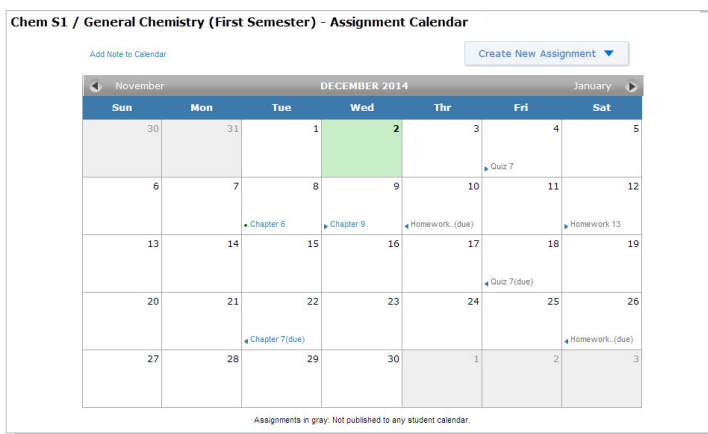 Chem S1 / General Chemistry (First Semester) - Assignment Calendar
Add Note to Calendar
Create New Assignment
November DECEMBER 2014 January
Sun Mon Tue Wed Thr Fri Sat
30 31 1 2 3 4 5
Quiz 7
6 7 8 9 10 11 12
Chapter 6 Chapter 9 Homework..(due) Homework 13
13 14 15 16 17 18 19
Quiz 7(due)
20 21 22 23 24 25 26
Chapter 7(due) Homework..(due)
27 28 29 30 1 2 3
Assignments in gray: Not published to any student calendar.